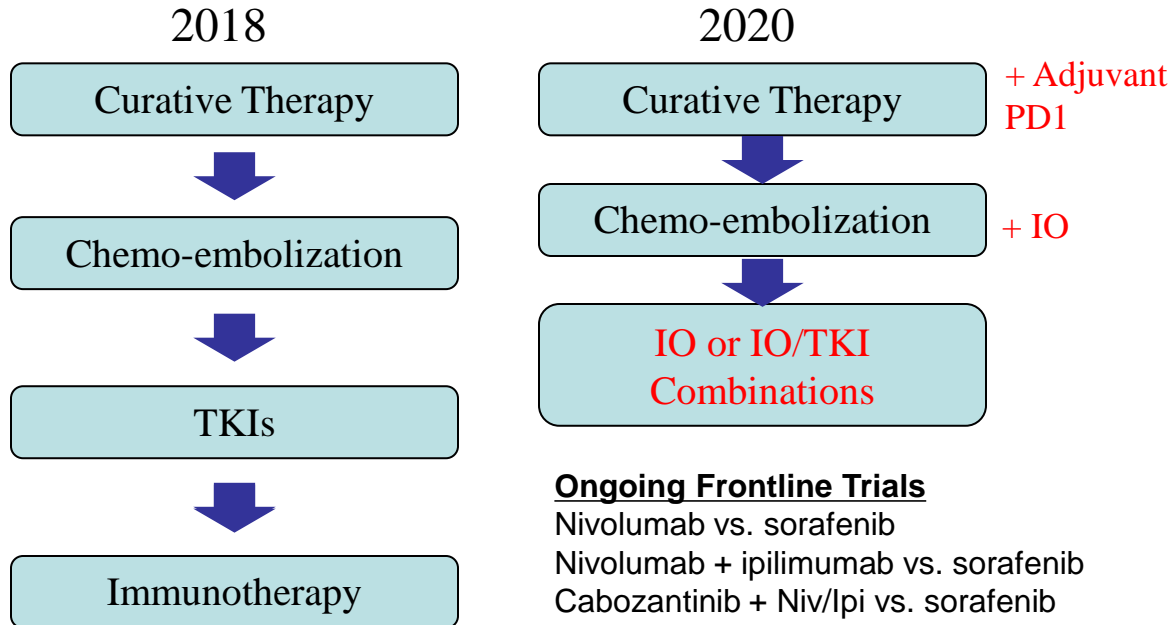 2018
Curative Therapy
Chemo-embolization
TKIs
Immunotherapy
2020
Curative Therapy
+ Adjuvant
PD1
Chemo-embolization
+ IO
IO or IO/TKI
Combinations
Ongoing Frontline Trials
Nivolumab vs. sorafenib
Nivolumab + ipilimumab vs. sorafenib
Cabozantinib + Niv/Ipi vs. sorafenib